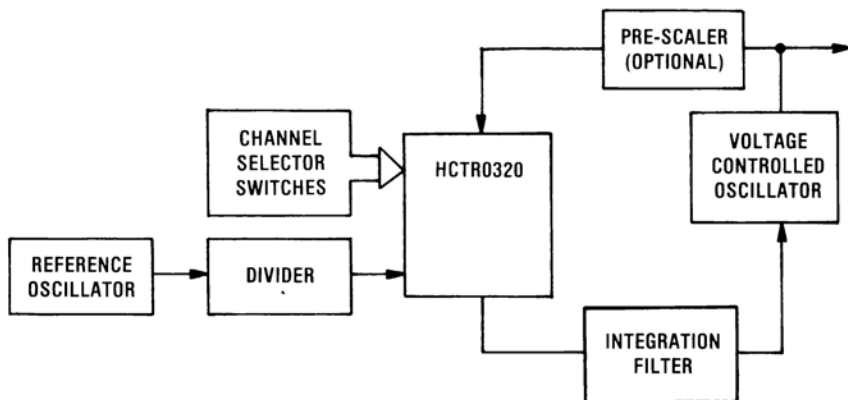 PRE-SCALER
(OPTIONAL)
CHANNEL
SELECTOR
SWITCHES
HCTR0320
VOLTAGE
CONTROLLED
OSCILLATOR
REFERENCE
OSCILLATOR
DIVIDER
INTEGRATION
FILTER